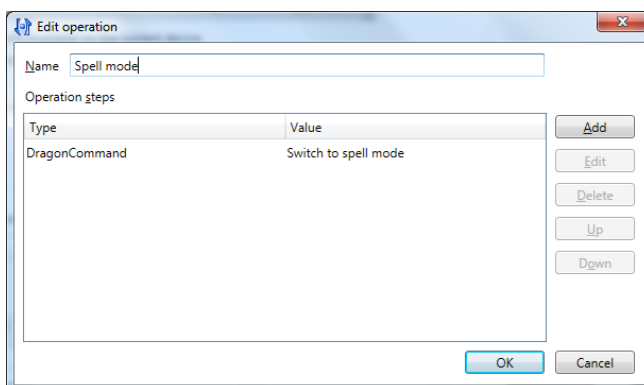 Edit operation
Name Spell mode
Operation steps
Type Value
Add
DragonCommand Switch to spell mode
Edit
Delete
Up
Down
OK Cancel